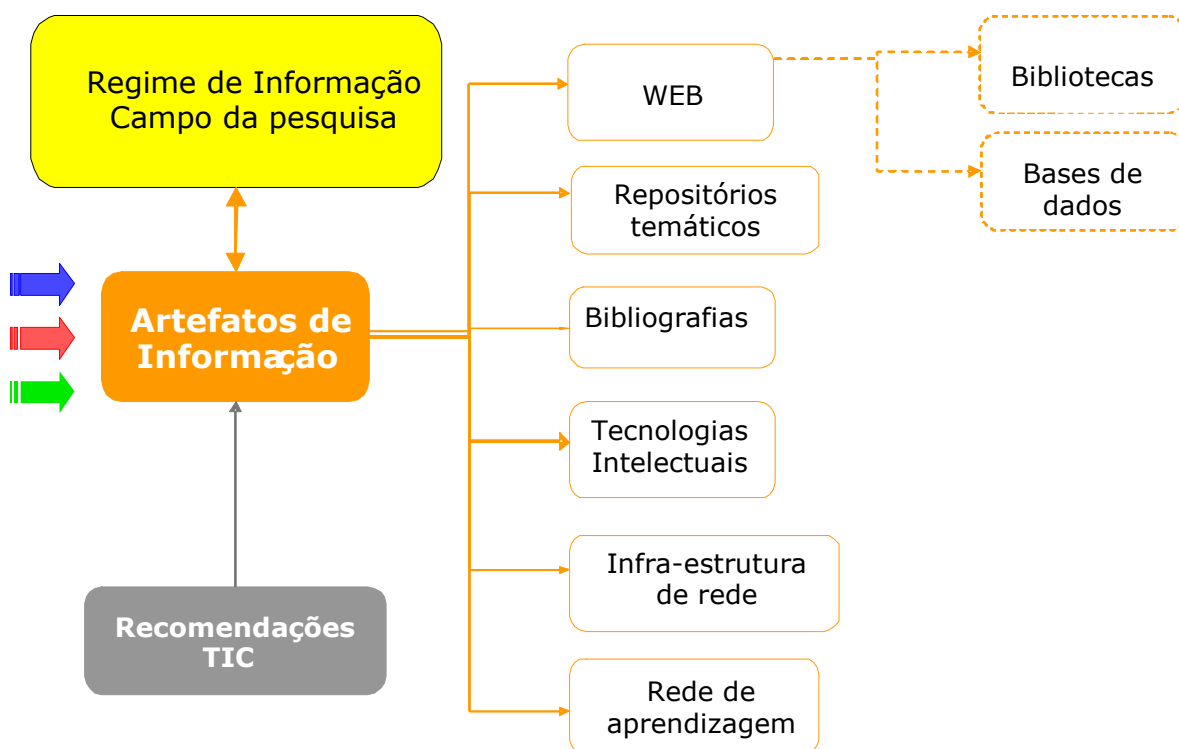 Regime de Informação
Campo da pesquisa
WEB
Bibliotecas
Bases de
dados
Repositórios
temáticos
Artefatos de
Informação
Bibliografias
Tecnologias
Intelectuais
Infra-estrutura
de rede
Recomendações
TIC
Rede de
aprendizagem